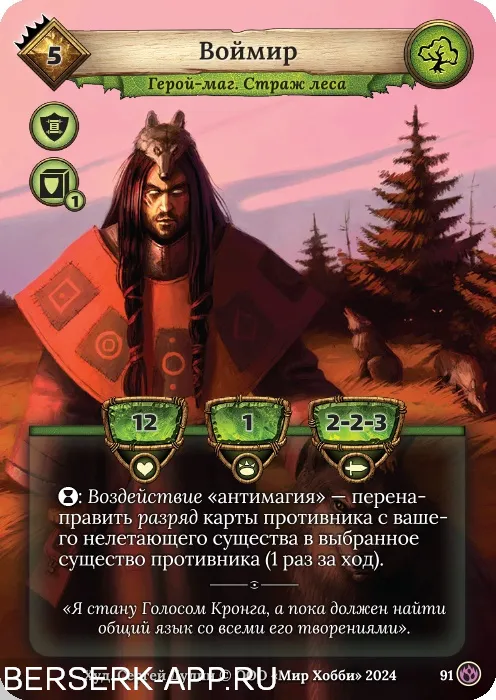 5
Воймир
Герой-маг. Страж леса
1
12
1
2-2-3
: Воздействие «антимагия» — перена-
править разряд карты противника с ваше-
го нелетающего существа в выбранное
существо противника (1 раз за ход).
«Я стану Голосом Кронга, а пока должен найти
общий язык со всеми его творениями».
© ООО «Мир Хобби» 2024
91
BERSERK-APP.RU